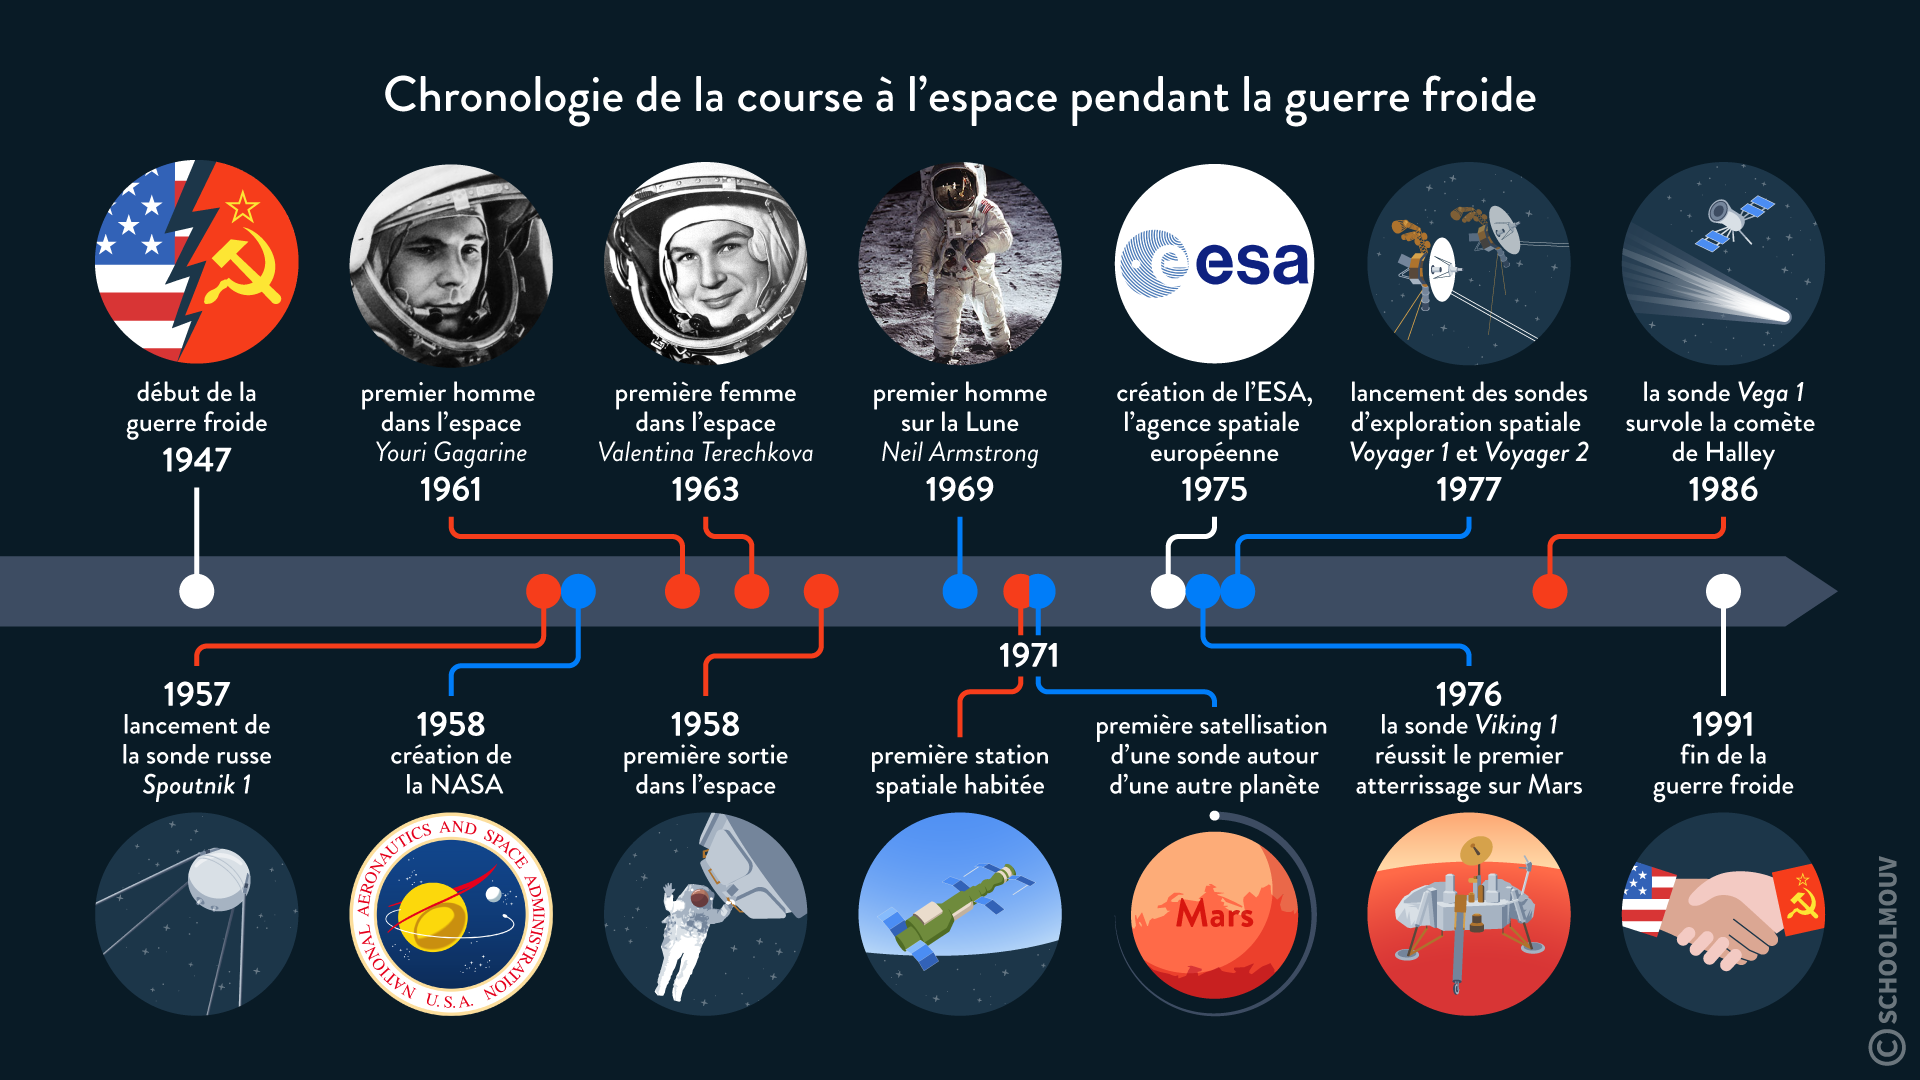 Chronologie de la course à l'espace pendant la guerre froide
début de la
guerre froide
1947
premier homme
dans l'espace
Youri Gagarine
1961
première femme
dans l'espace
Valentina Terechkova
1963
premier homme
sur la Lune
Neil Armstrong
1969
esa
création de l'ESA,
l'agence spatiale
européenne
1975
lancement des sondes
d'exploration spatiale
Voyager 1 et Voyager 2
1977
la sonde Vega 1
survole la comète
de Halley
1986
1957
lancement de
la sonde russe
Spoutnik 1
1958
création de
la NASA
NATIONAL AERONAUTICS AND SPACE ADMINISTRATION
U.S.A.
1958
première sortie
dans l'espace
1971
première station
spatiale habitée
première satellisation
d'une sonde autour
d'une autre planète
Mars
1976
la sonde Viking 1
réussit le premier
atterrissage sur Mars
1991
fin de la
guerre froide
© SCHOOLMOUV